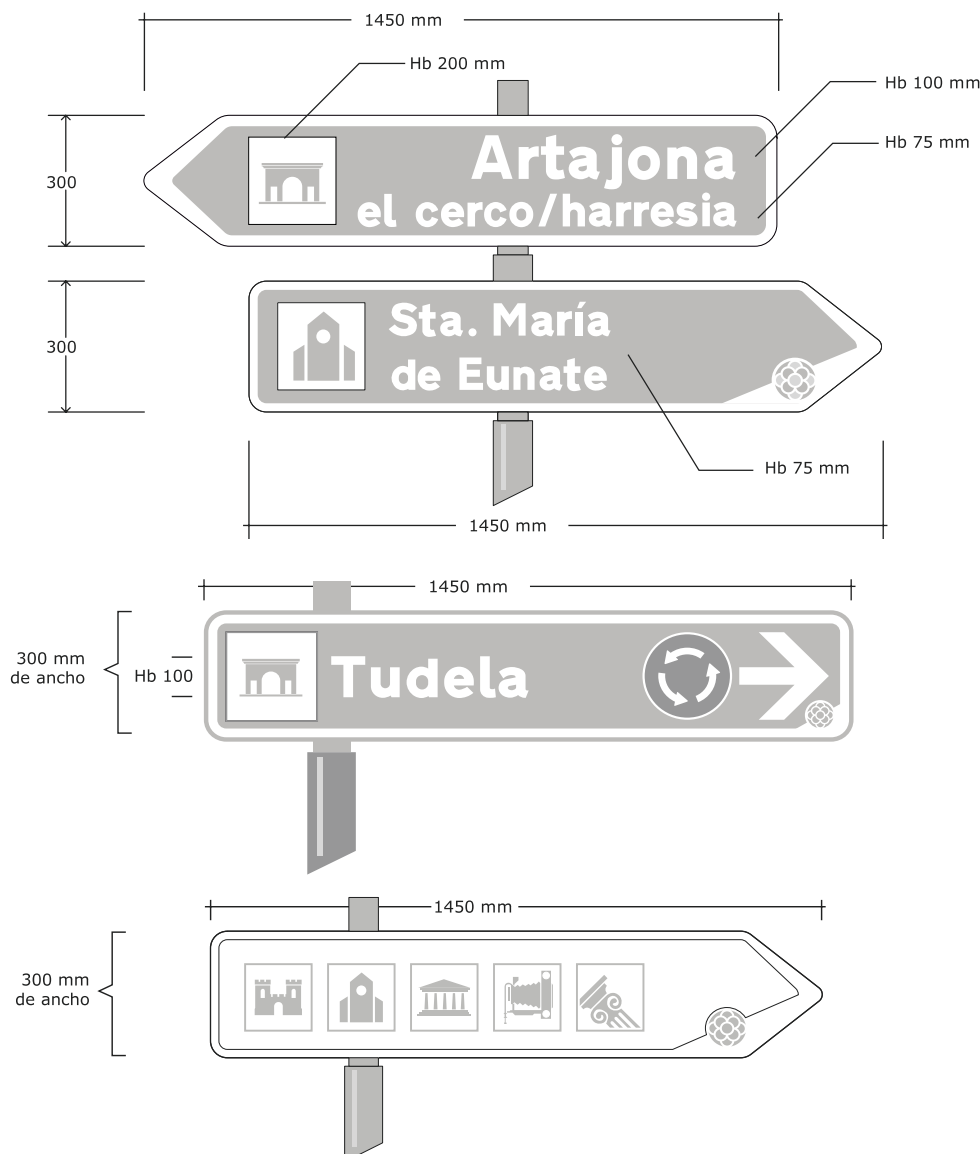 1450 mm
Hb 200 mm
Hb 100 mm
Hb 75 mm
300
Artajona
el cerco/harresia
300
Sta. María
de Eunate
Hb 75 mm
1450 mm
1450 mm
300 mm
de ancho
Hb 100
Tudela
1450 mm
300 mm
de ancho